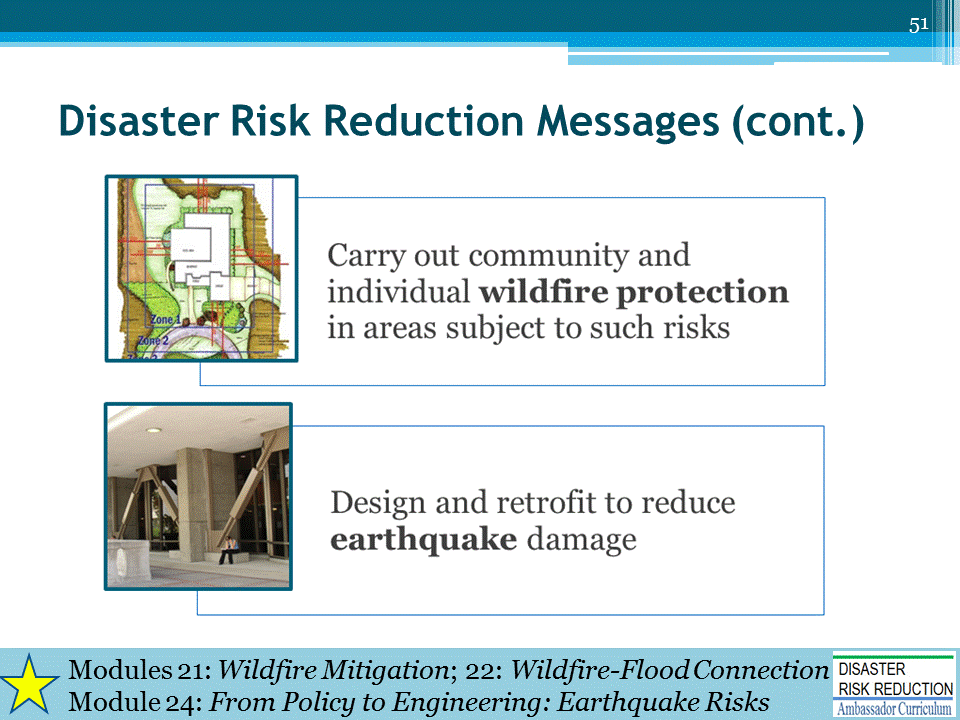 51
Disaster Risk Reduction Messages (cont.)
Zone 1
Zone 2
Carry out community and
individual wildfire protection
in areas subject to such risks
Design and retrofit to reduce
earthquake damage
Modules 21: Wildfire Mitigation; 22: Wildfire-Flood Connection
Module 24: From Policy to Engineering: Earthquake Risks
DISASTER
RISK REDUCTION
Ambassador Curriculum